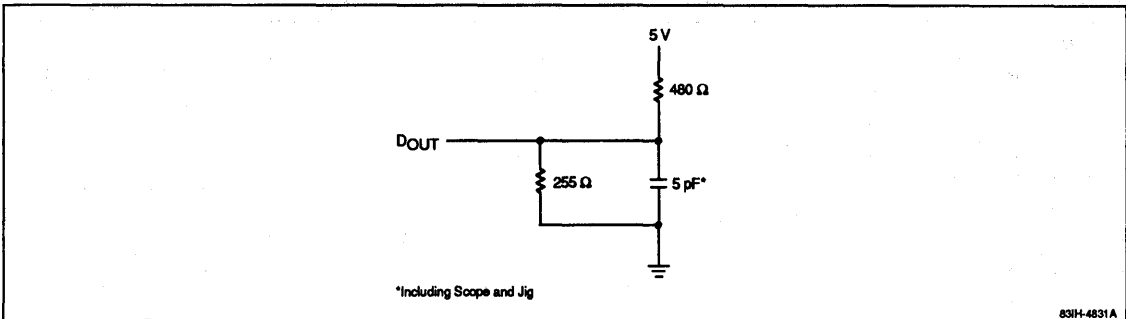 5 V
480 Ω
DOUT
255 Ω
5 pF*
*Including Scope and Jig
83IH-4831A